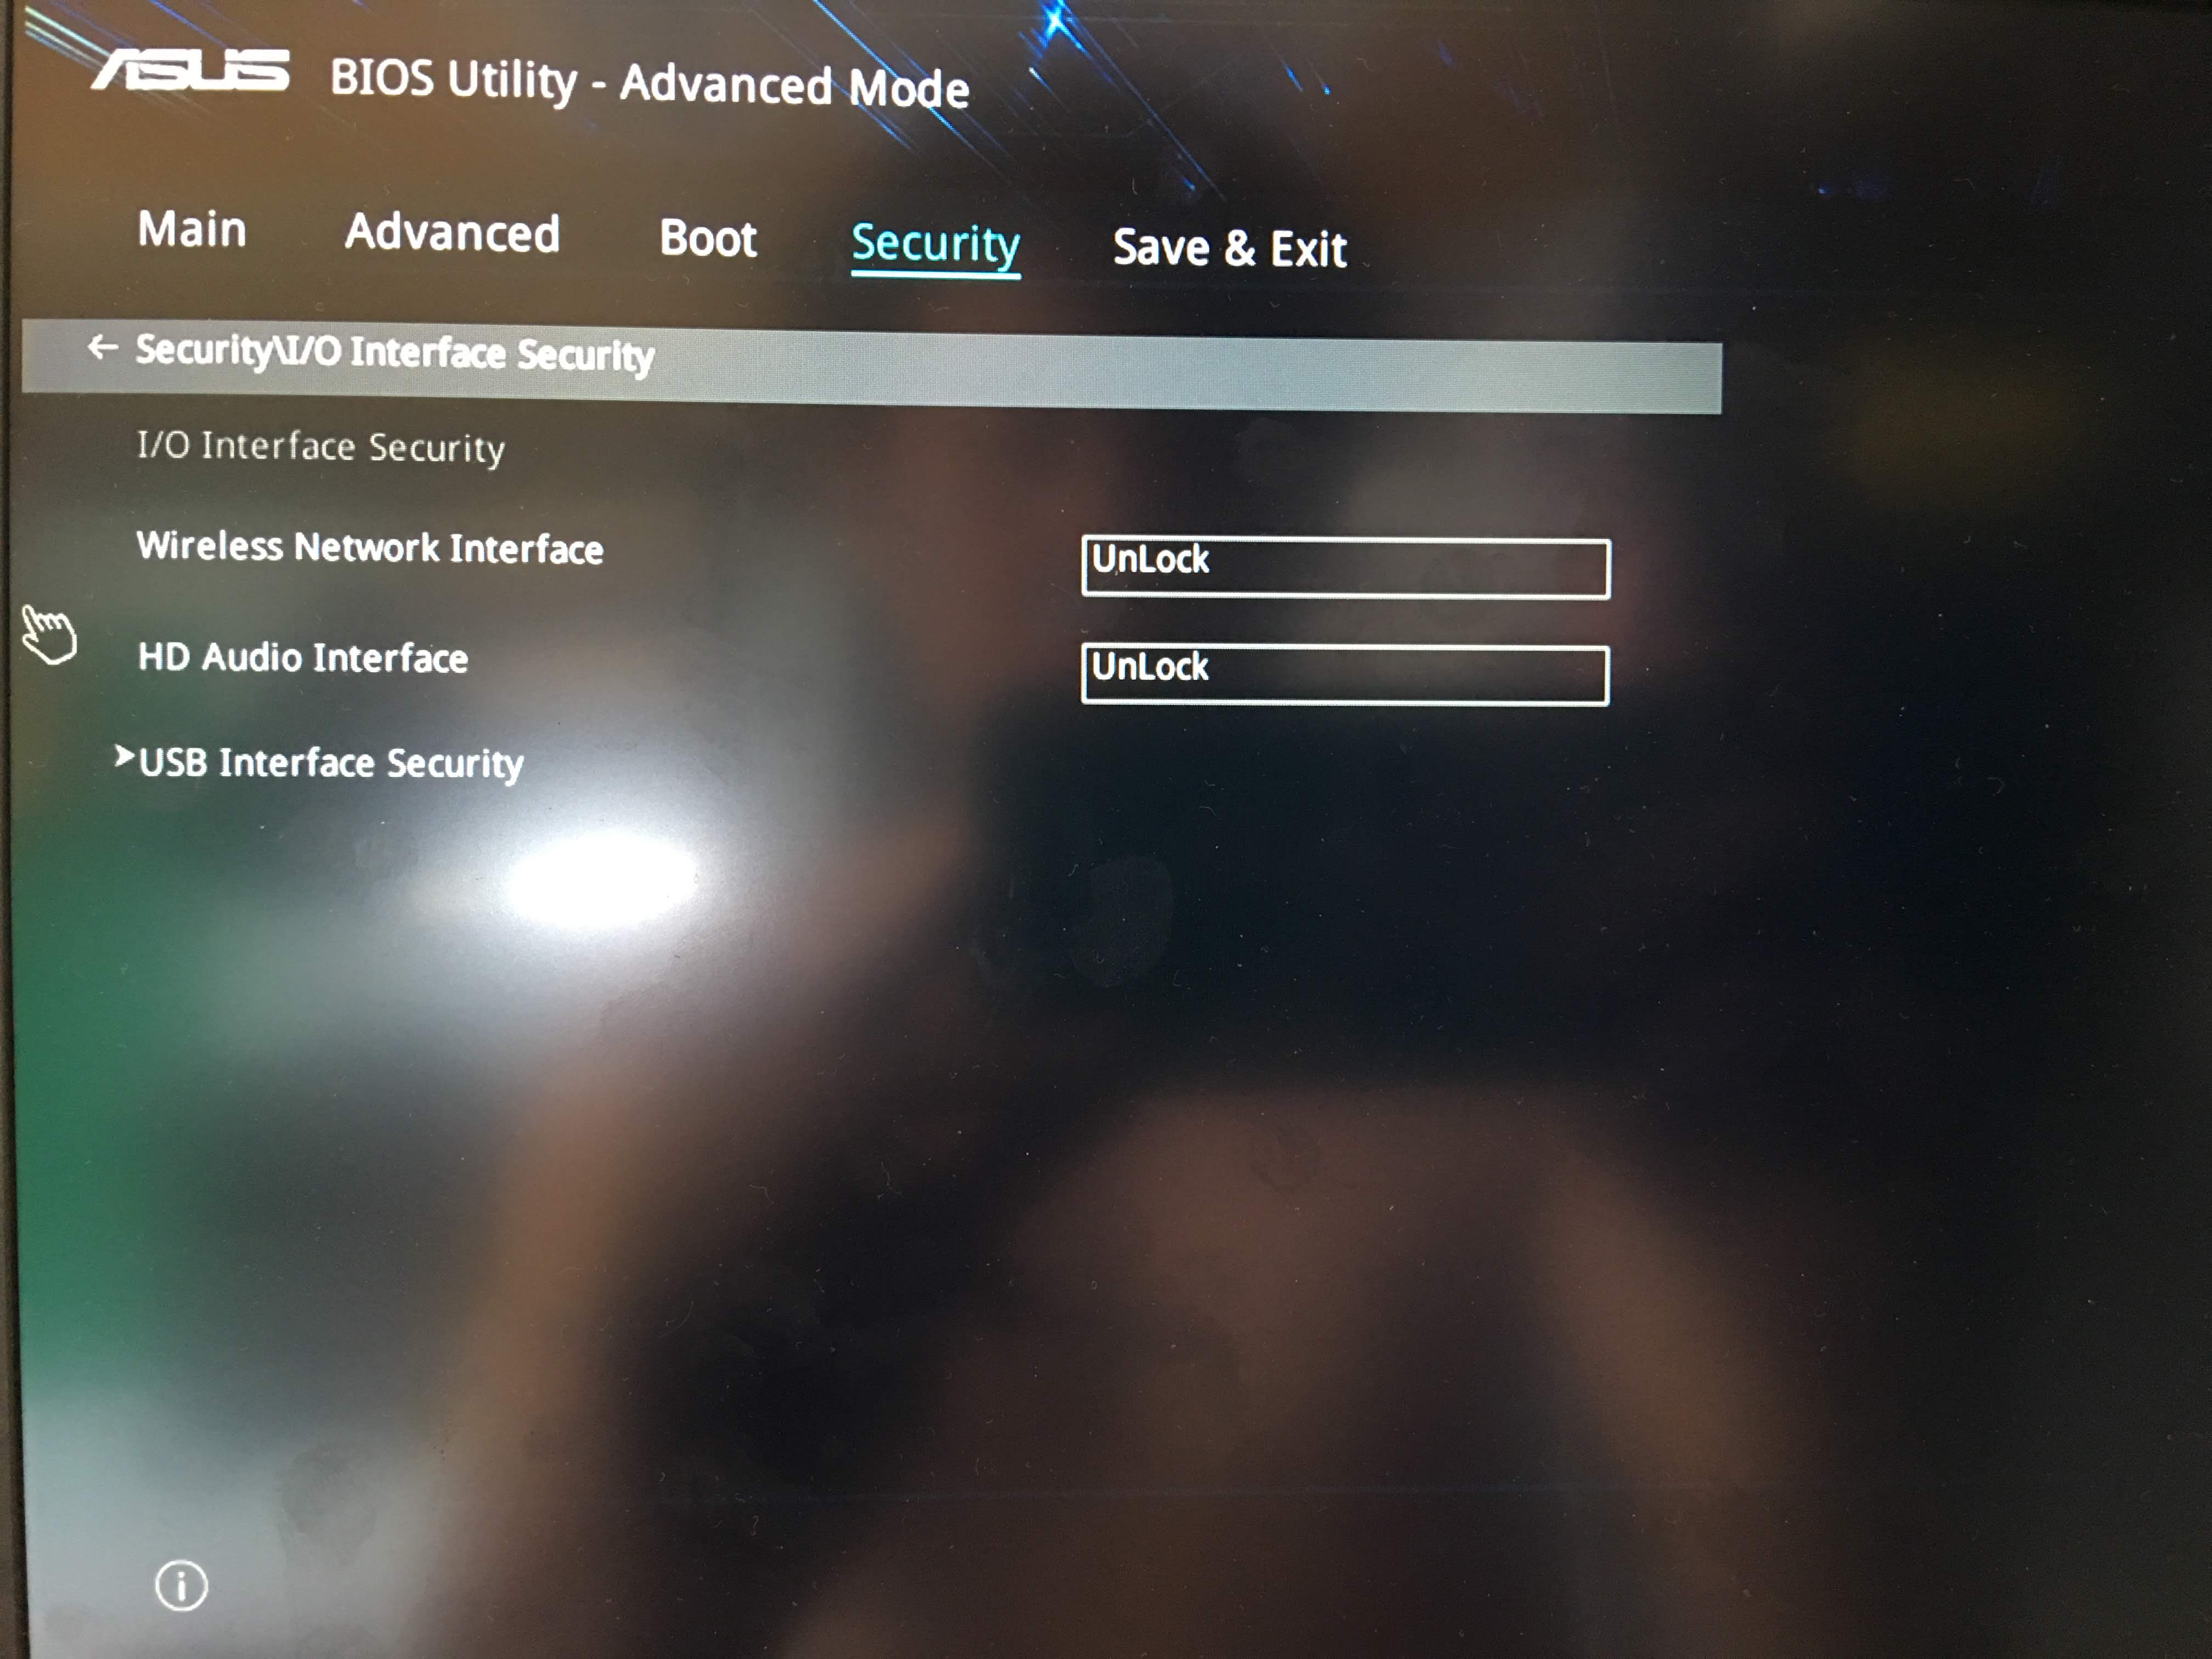 ASUS BIOS Utility - Advanced Mode
Main Advanced Boot Security Save & Exit
← Security\I/O Interface Security
I/O Interface Security
Wireless Network Interface UnLock
HD Audio Interface UnLock
USB Interface Security
i